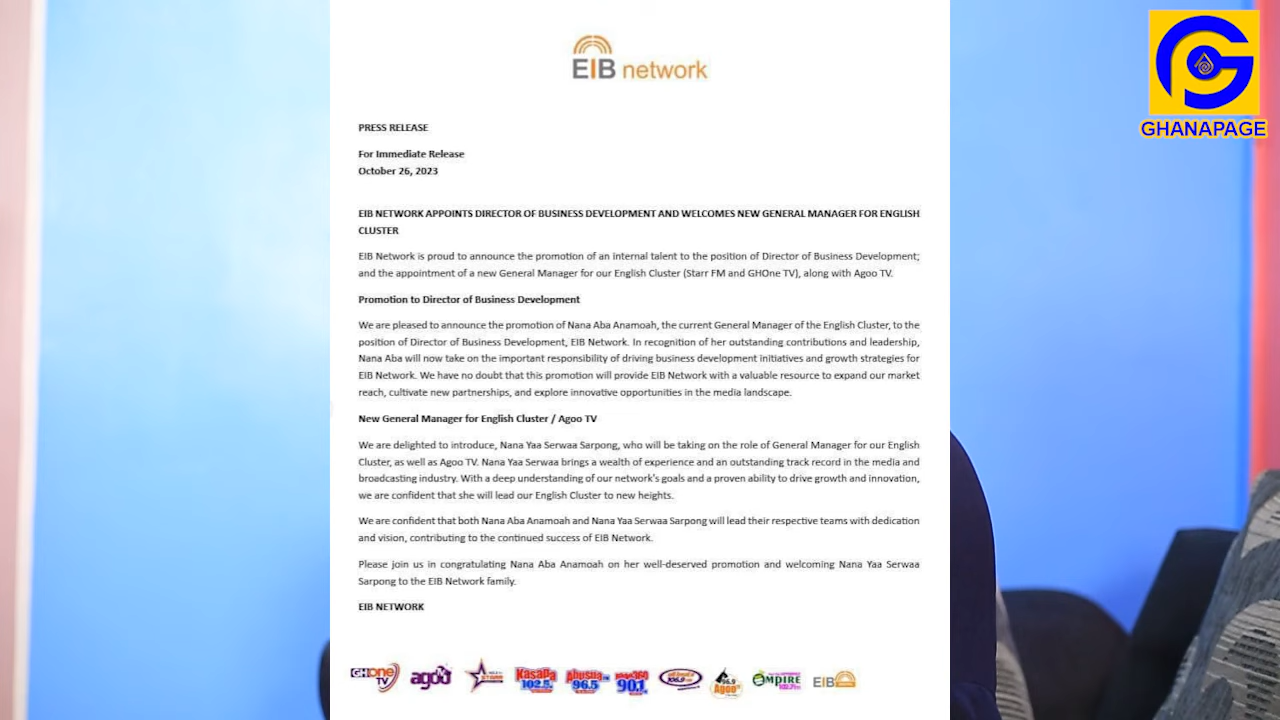 EIB network
GHANAPAGE
PRESS RELEASE
For Immediate Release
October 26, 2023
EIB NETWORK APPOINTS DIRECTOR OF BUSINESS DEVELOPMENT AND WELCOMES NEW GENERAL MANAGER FOR ENGLISH
CLUSTER
EIB Network is proud to announce the promotion of an internal talent to the position of Director of Business Development;
and the appointment of a new General Manager for our English Cluster (Starr FM and GHOne TV), along with Agoo TV.
Promotion to Director of Business Development
We are pleased to announce the promotion of Nana Aba Anamoah, the current General Manager of the English Cluster, to the
position of Director of Business Development, EIB Network. In recognition of her outstanding contributions and leadership,
Nana Aba will now take on the important responsibility of driving business development initiatives and growth strategies for
EIB Network. We have no doubt that this promotion will provide EIB Network with a valuable resource to expand our market
reach, cultivate new partnerships, and explore innovative opportunities in the media landscape.
New General Manager for English Cluster / Agoo TV
We are delighted to introduce, Nana Yaa Serwaa Sarpong, who will be taking on the role of General Manager for our English
Cluster, as well as Agoo TV. Nana Yaa Serwaa brings a wealth of experience and an outstanding track record in the media and
broadcasting industry. With a deep understanding of our network's goals and a proven ability to drive growth and innovation,
we are confident that she will lead our English Cluster to new heights.
We are confident that both Nana Aba Anamoah and Nana Yaa Serwaa Sarpong will lead their respective teams with dedication
and vision, contributing to the continued success of EIB Network.
Please join us in congratulating Nana Aba Anamoah on her well-deserved promotion and welcoming Nana Yaa Serwaa
Sarpong to the EIB Network family.
EIB NETWORK
GHOne TV agoo TV STARR KASAPA 102.5 Abusua 96.5 90.1 106.9 96.9 Agoo EMPIRE 102.7 EIB